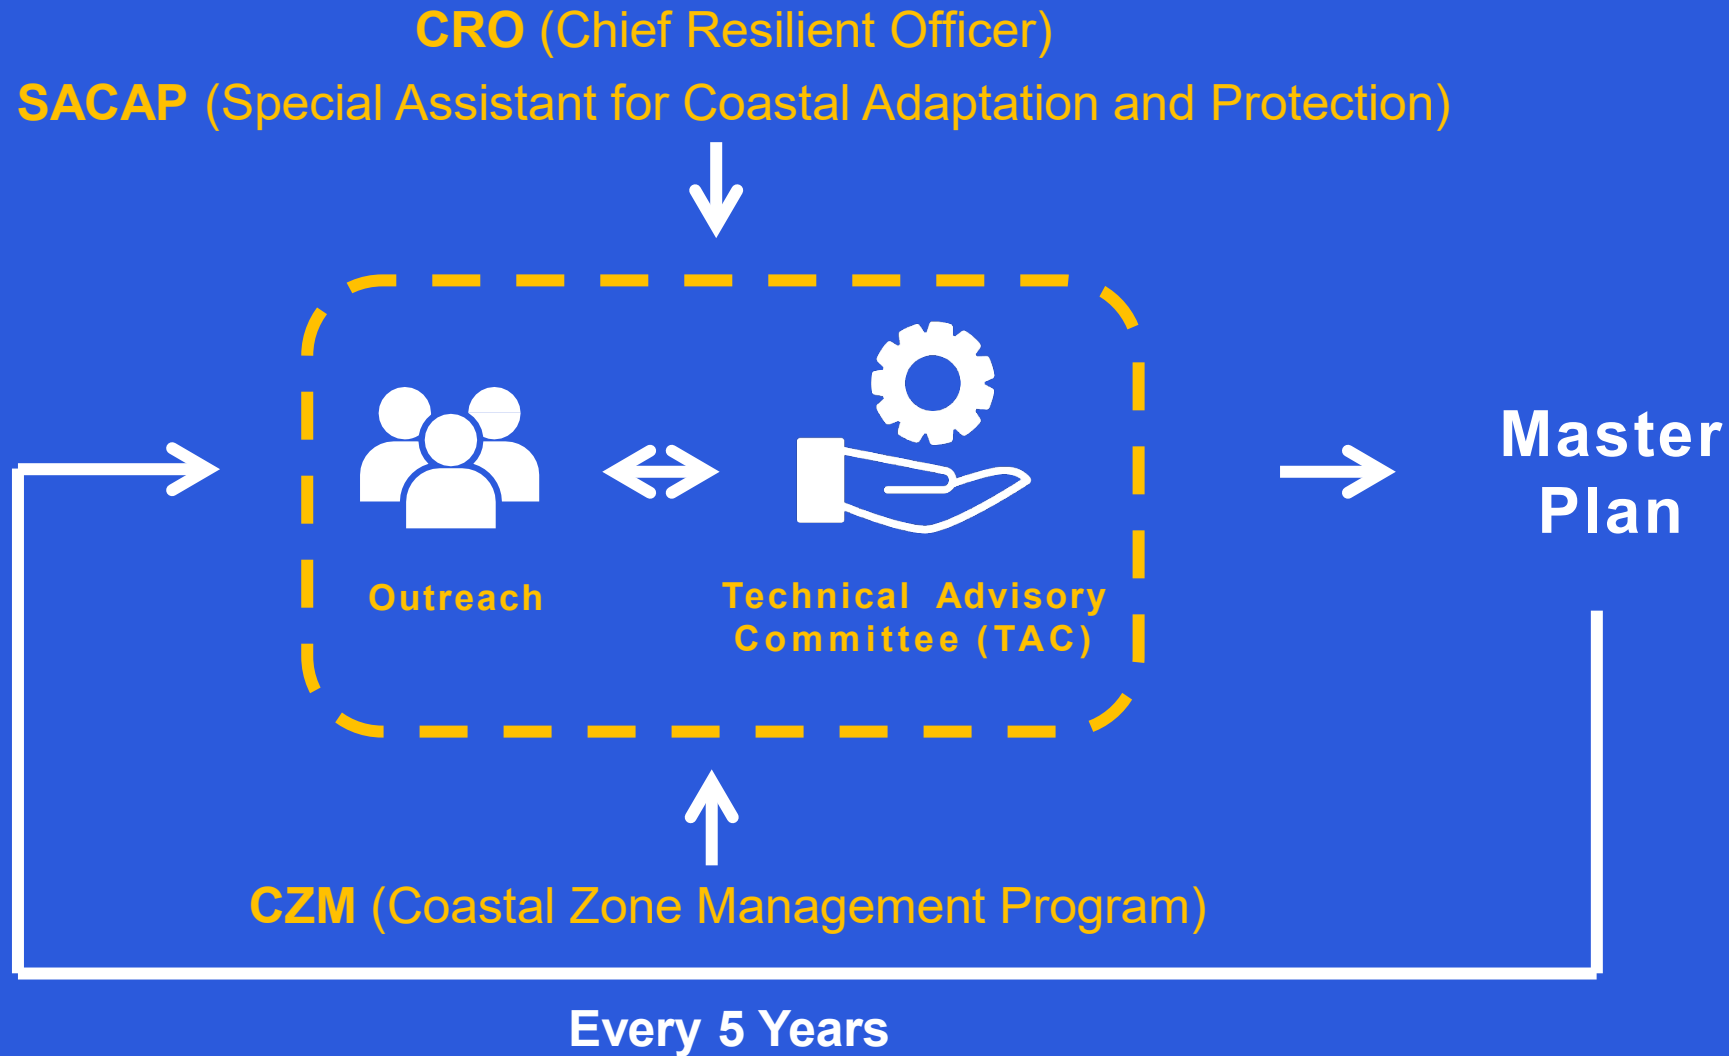 CRO (Chief Resilient Officer)
SACAP (Special Assistant for Coastal Adaptation and Protection)
Master
Plan
Outreach
Technical Advisory
Committee (TAC)
CZM (Coastal Zone Management Program)
Every 5 Years